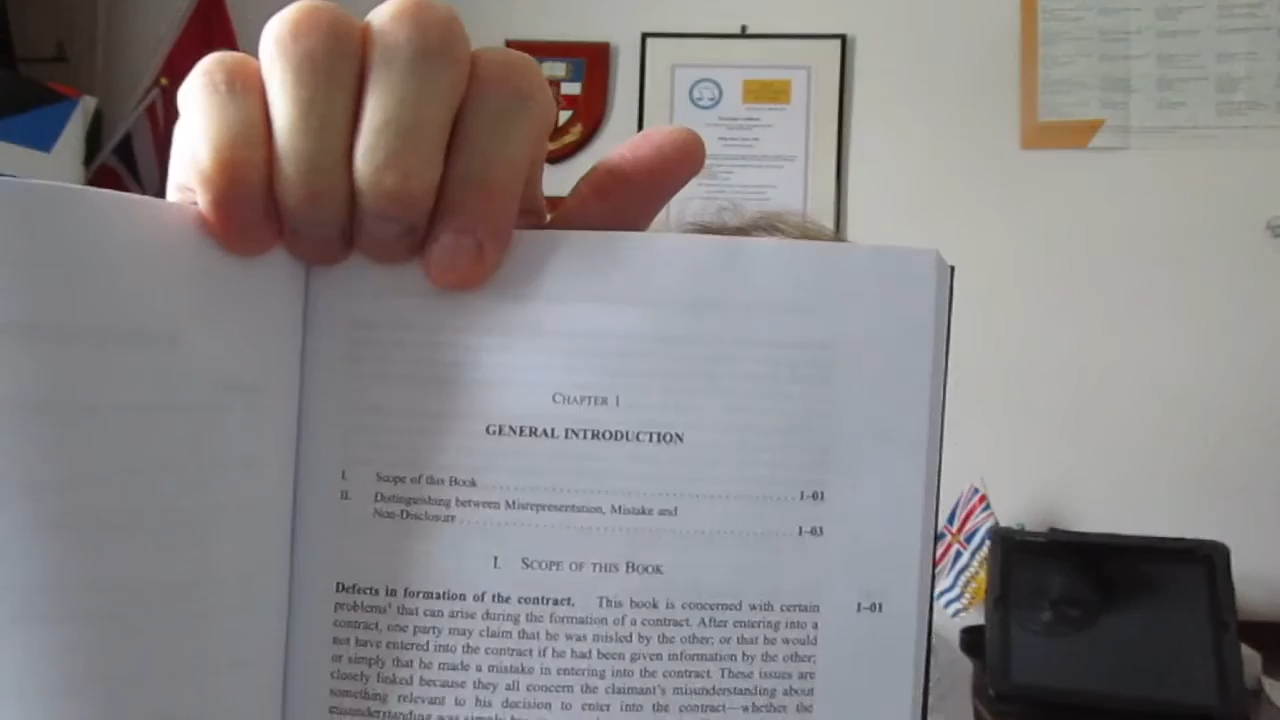 CHAPTER 1
GENERAL INTRODUCTION
I. Scope of this Book 1–01
II. Distinguishing between Misrepresentation, Mistake and
Non-Disclosure 1–03
I. SCOPE OF THIS BOOK
Defects in formation of the contract. This book is concerned with certain 1–01
problems¹ that can arise during the formation of a contract. After entering into a
contract, one party may claim that he was misled by the other; or that he would
not have entered into the contract if he had been given information by the other;
or simply that he made a mistake in entering into the contract. These issues are
closely linked because they all concern the claimant's misunderstanding about
something relevant to his decision to enter into the contract—whether the
misunderstanding was simply